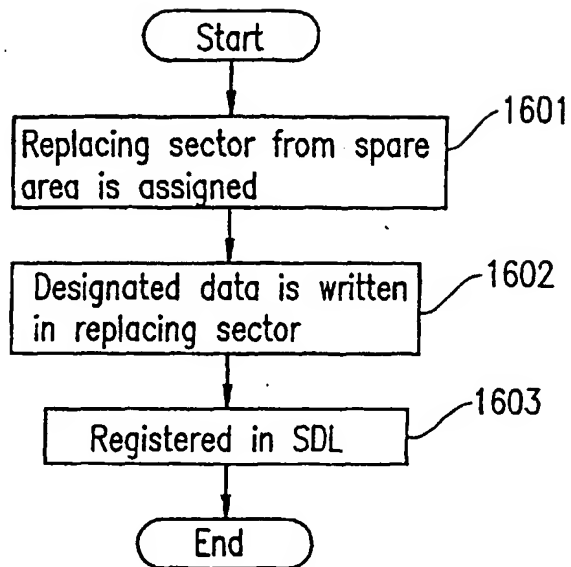 Start
1601
Replacing sector from spare
area is assigned
1602
Designated data is written
in replacing sector
1603
Registered in SDL
End